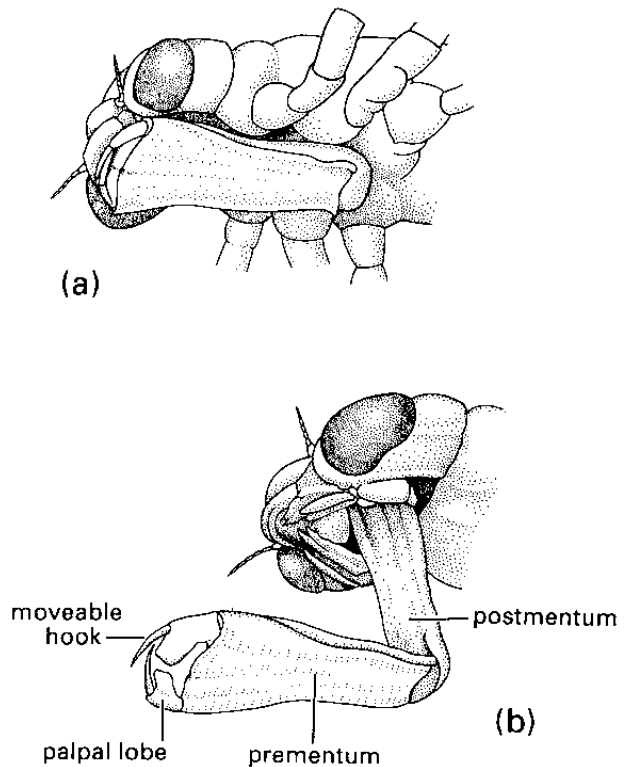 (a)
moveable
hook
postmentum
(b)
palpal lobe
prementum